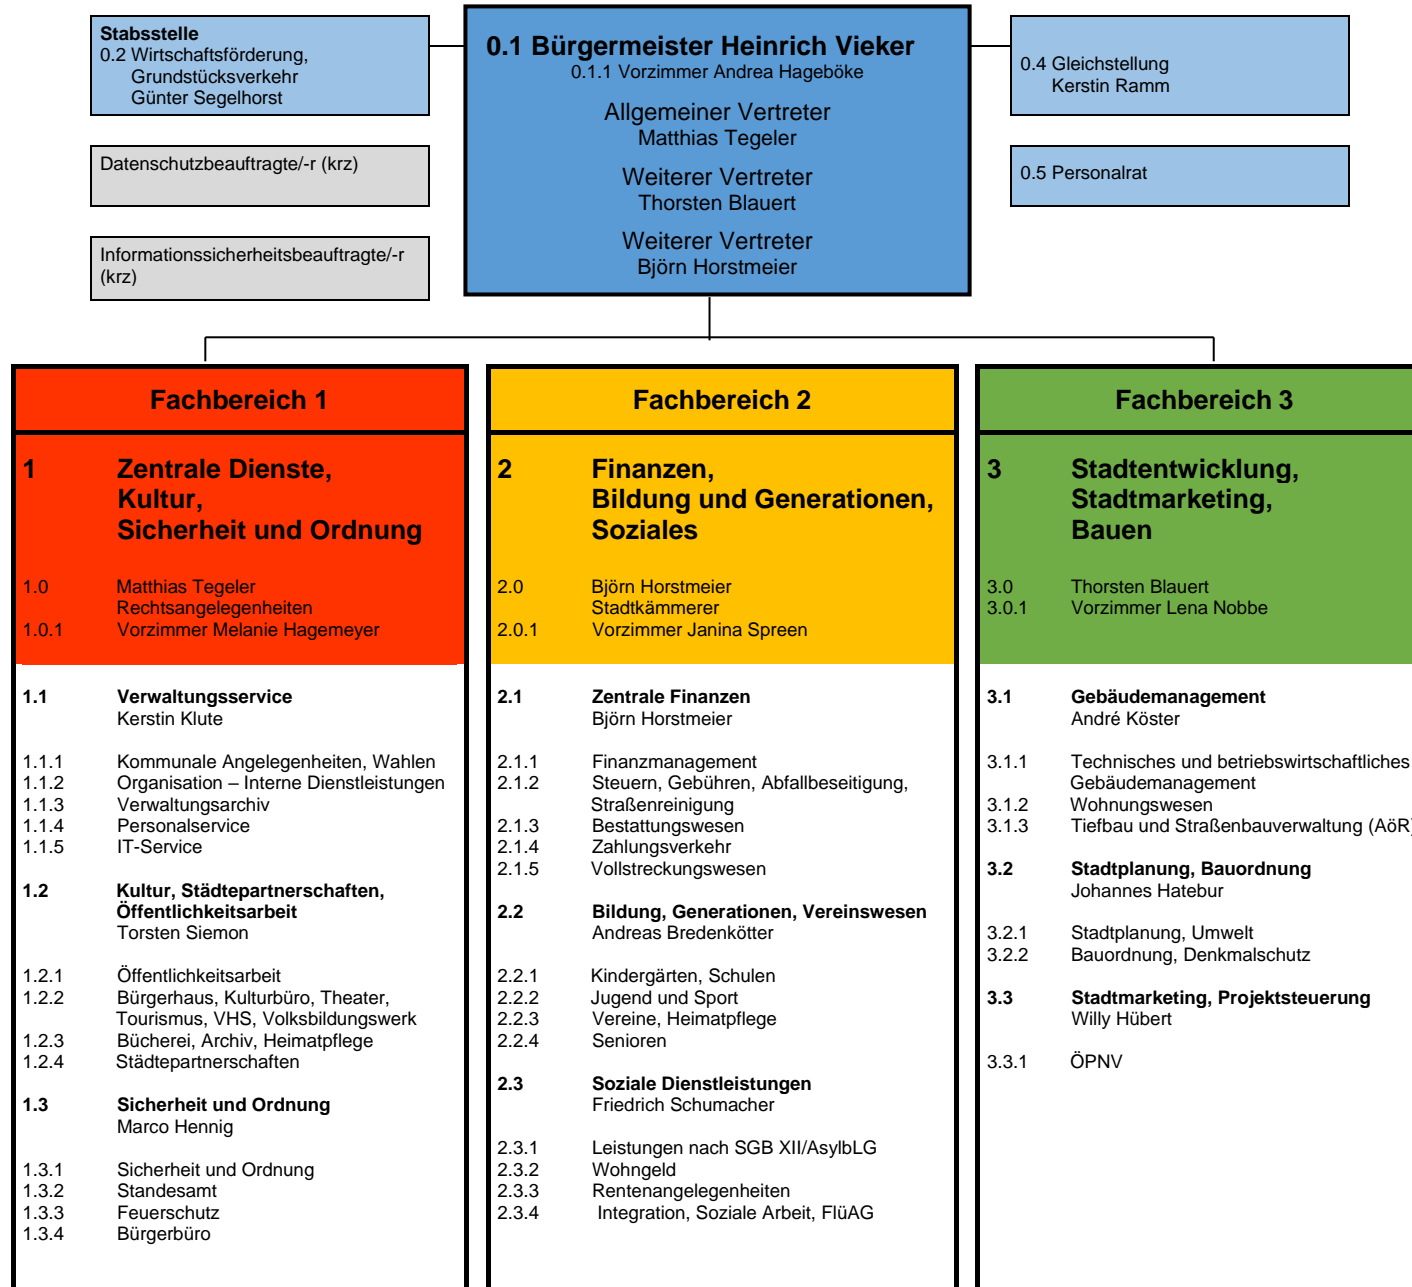 Stabsstelle
0.2 Wirtschaftsförderung,
Grundstücksverkehr
Günter Segelhorst
Datenschutzbeauftragte/-r (krz)
Informationssicherheitsbeauftragte/-r
(krz)
0.1 Bürgermeister Heinrich Vieker
0.1.1 Vorzimmer Andrea Hageböke
Allgemeiner Vertreter
Matthias Tegeler
Weiterer Vertreter
Thorsten Blauert
Weiterer Vertreter
Björn Horstmeier
0.4 Gleichstellung
Kerstin Ramm
0.5 Personalrat
Fachbereich 1
1 Zentrale Dienste,
Kultur,
Sicherheit und Ordnung
1.0 Matthias Tegeler
Rechtsangelegenheiten
1.0.1 Vorzimmer Melanie Hagemeyer
1.1 Verwaltungsservice
Kerstin Klute
1.1.1 Kommunale Angelegenheiten, Wahlen
1.1.2 Organisation – Interne Dienstleistungen
1.1.3 Verwaltungsarchiv
1.1.4 Personalservice
1.1.5 IT-Service
1.2 Kultur, Städtepartnerschaften,
Öffentlichkeitsarbeit
Torsten Siemon
1.2.1 Öffentlichkeitsarbeit
1.2.2 Bürgerhaus, Kulturbüro, Theater,
Tourismus, VHS, Volksbildungswerk
1.2.3 Bücherei, Archiv, Heimatpflege
1.2.4 Städtepartnerschaften
1.3 Sicherheit und Ordnung
Marco Hennig
1.3.1 Sicherheit und Ordnung
1.3.2 Standesamt
1.3.3 Feuerschutz
1.3.4 Bürgerbüro
Fachbereich 2
2 Finanzen,
Bildung und Generationen,
Soziales
2.0 Björn Horstmeier
Stadtkämmerer
2.0.1 Vorzimmer Janina Spreen
2.1 Zentrale Finanzen
Björn Horstmeier
2.1.1 Finanzmanagement
2.1.2 Steuern, Gebühren, Abfallbeseitigung,
Straßenreinigung
2.1.3 Bestattungswesen
2.1.4 Zahlungsverkehr
2.1.5 Vollstreckungswesen
2.2 Bildung, Generationen, Vereinswesen
Andreas Bredenkötter
2.2.1 Kindergärten, Schulen
2.2.2 Jugend und Sport
2.2.3 Vereine, Heimatpflege
2.2.4 Senioren
2.3 Soziale Dienstleistungen
Friedrich Schumacher
2.3.1 Leistungen nach SGB XII/AsylbLG
2.3.2 Wohngeld
2.3.3 Rentenangelegenheiten
2.3.4 Integration, Soziale Arbeit, FlüAG
Fachbereich 3
3 Stadtentwicklung,
Stadtmarketing,
Bauen
3.0 Thorsten Blauert
3.0.1 Vorzimmer Lena Nobbe
3.1 Gebäudemanagement
André Köster
3.1.1 Technisches und betriebswirtschaftliches
Gebäudemanagement
3.1.2 Wohnungswesen
3.1.3 Tiefbau und Straßenbauverwaltung (AöR)
3.2 Stadtplanung, Bauordnung
Johannes Hatebur
3.2.1 Stadtplanung, Umwelt
3.2.2 Bauordnung, Denkmalschutz
3.3 Stadtmarketing, Projektsteuerung
Willy Hübert
3.3.1 ÖPNV